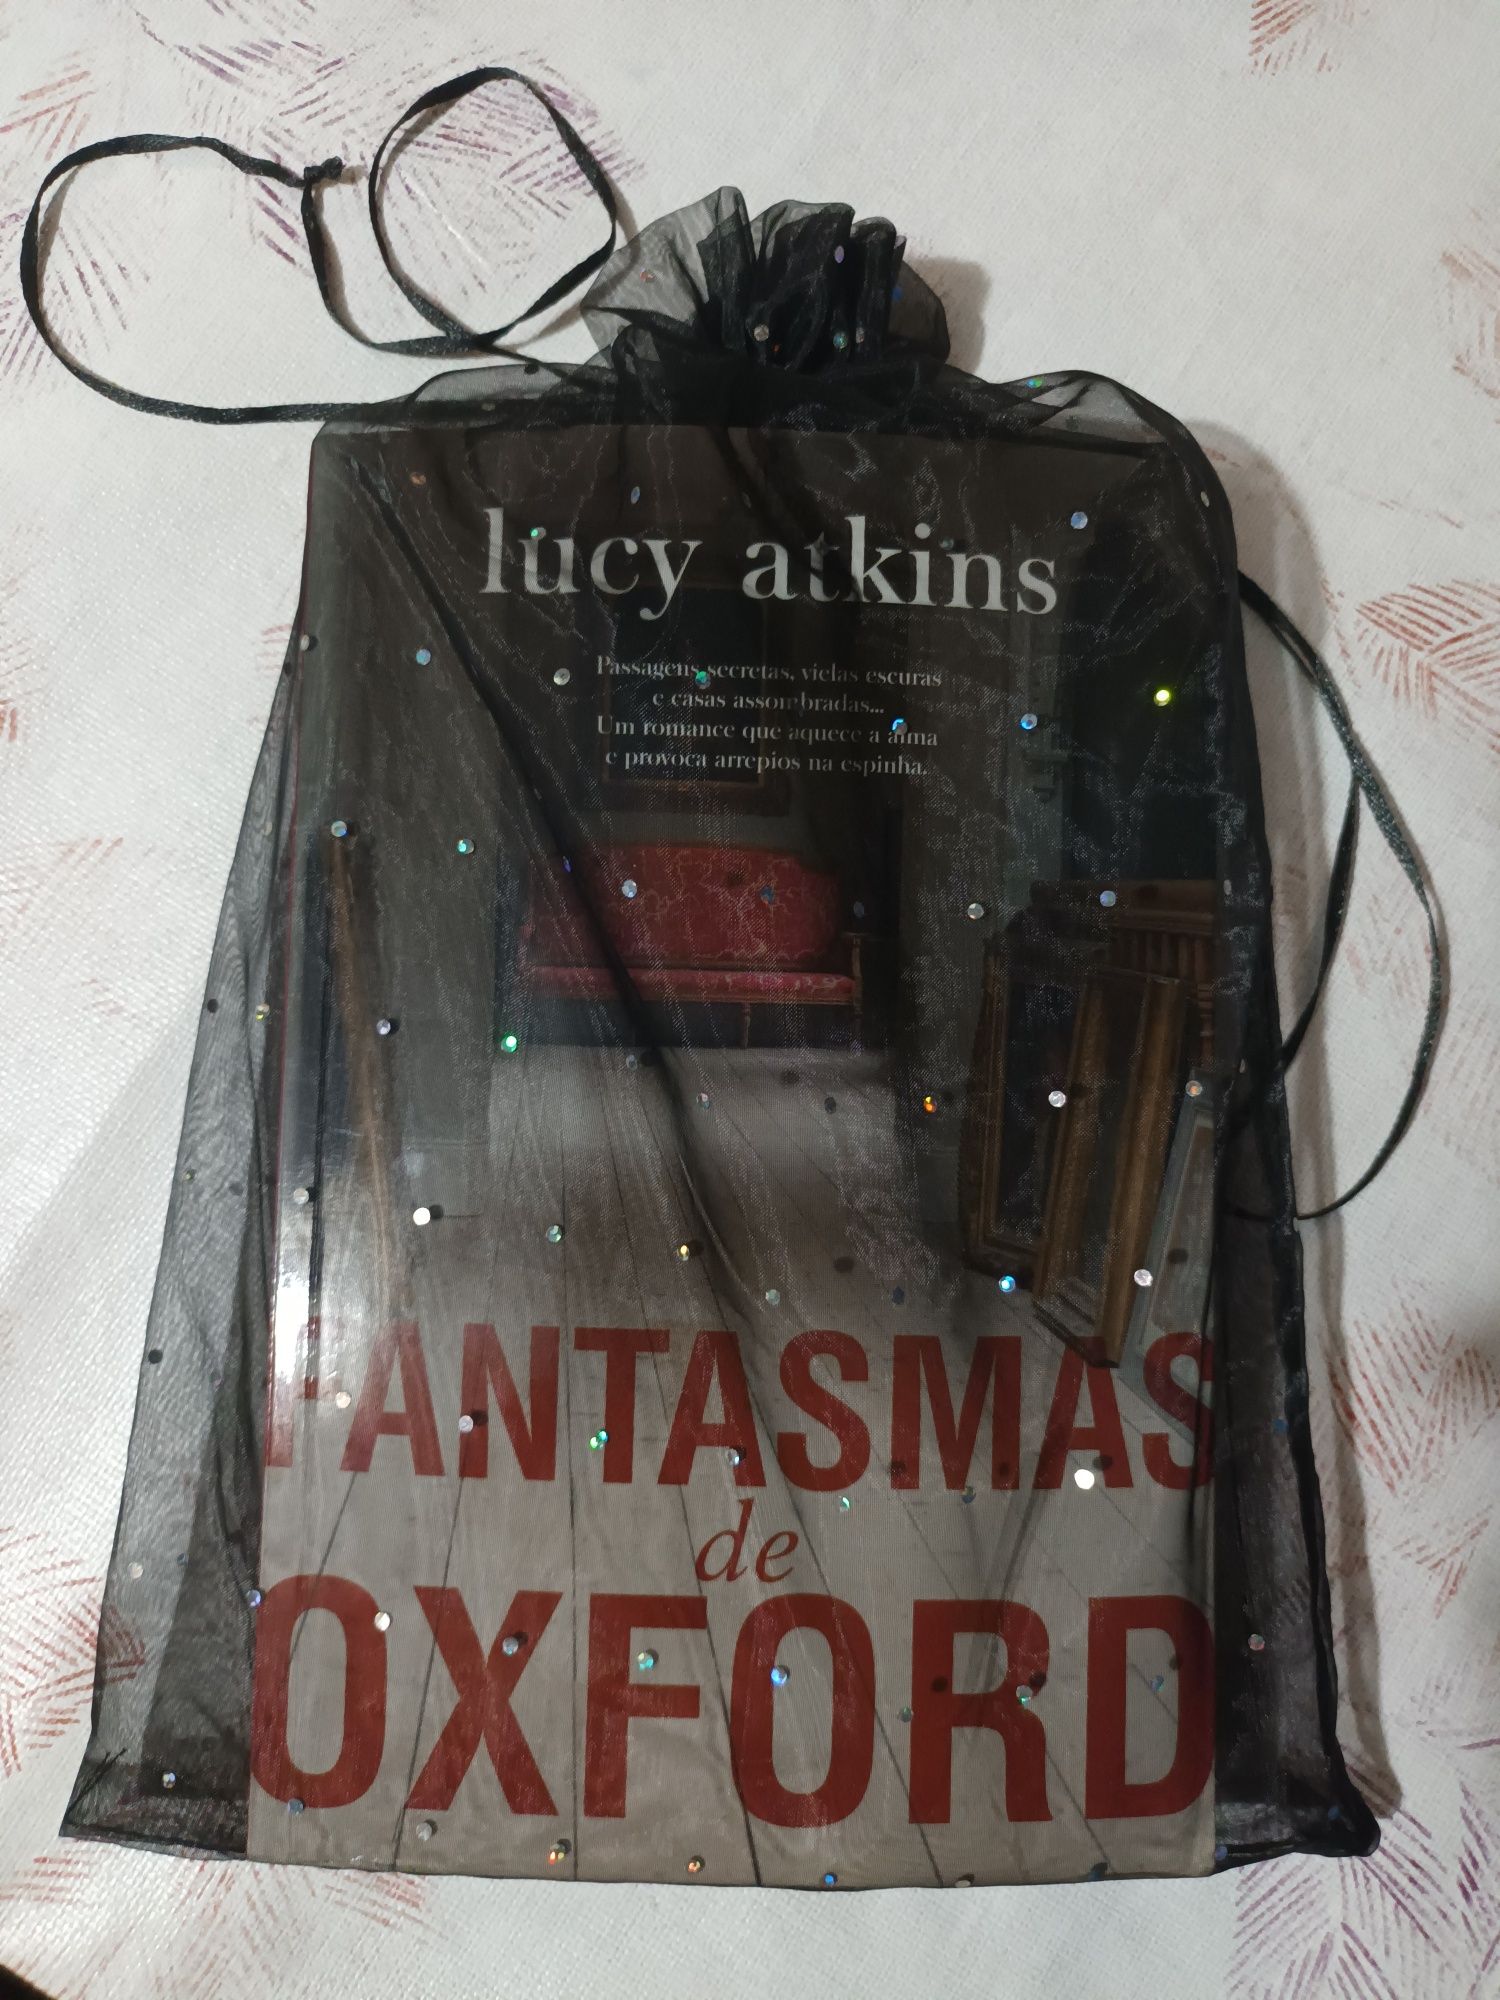 lucy atkins
Passagens secretas, vielas escuras
e casas assombradas...
Um romance que aquece a alma
e provoca arrepios na espinha.
FANTASMAS
de
OXFORD